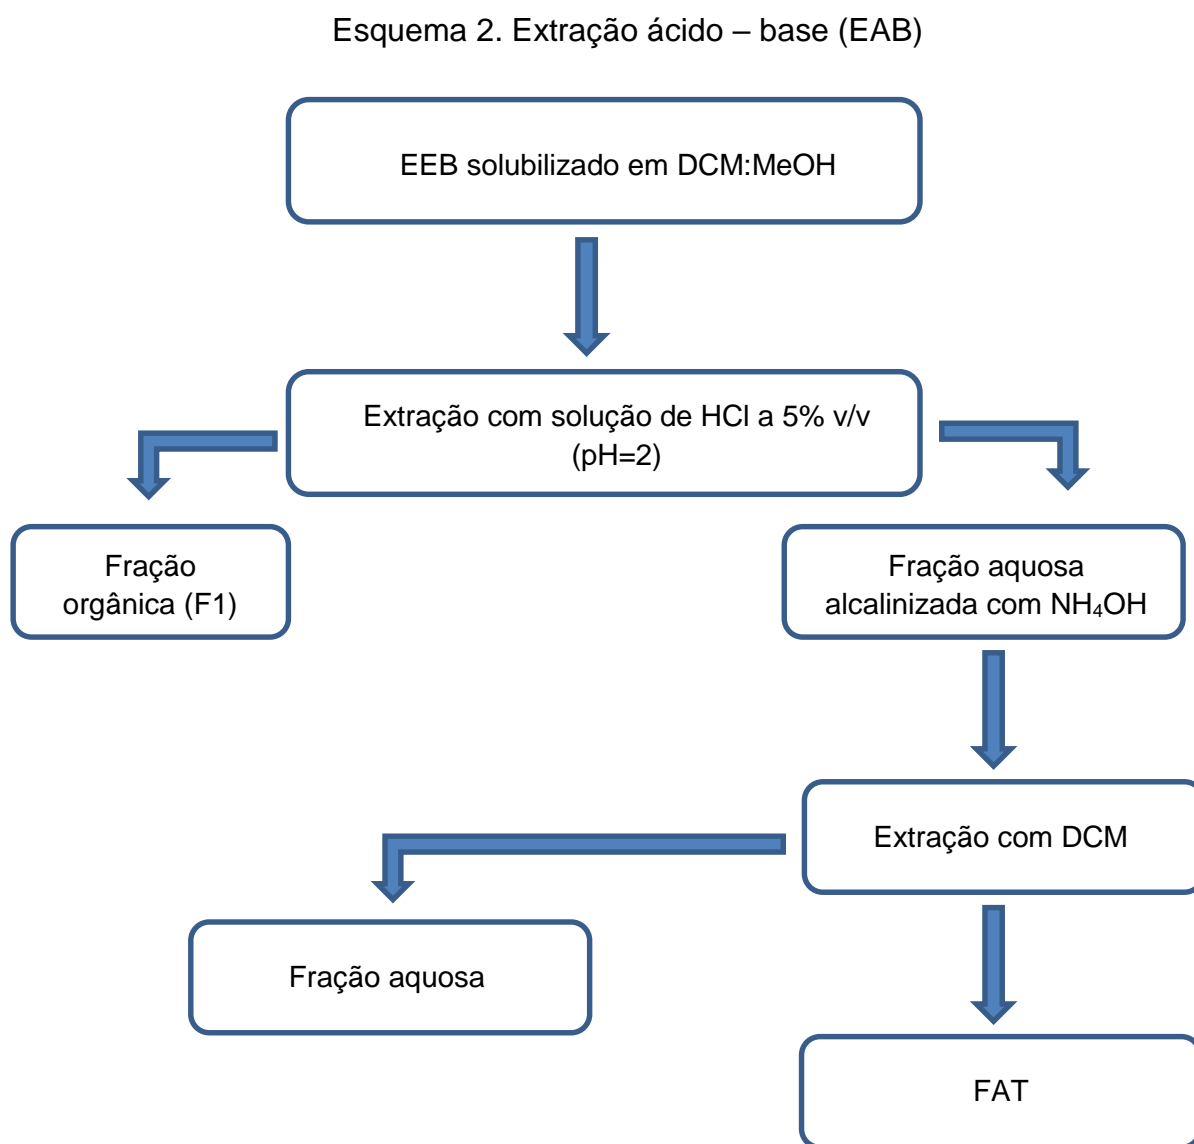 Esquema 2. Extração ácido – base (EAB)
EEB solubilizado em DCM:MeOH
Extração com solução de HCl a 5% v/v
(pH=2)
Fração
orgânica (F1)
Fração aquosa
alcalinizada com NH₄OH
Extração com DCM
Fração aquosa
FAT